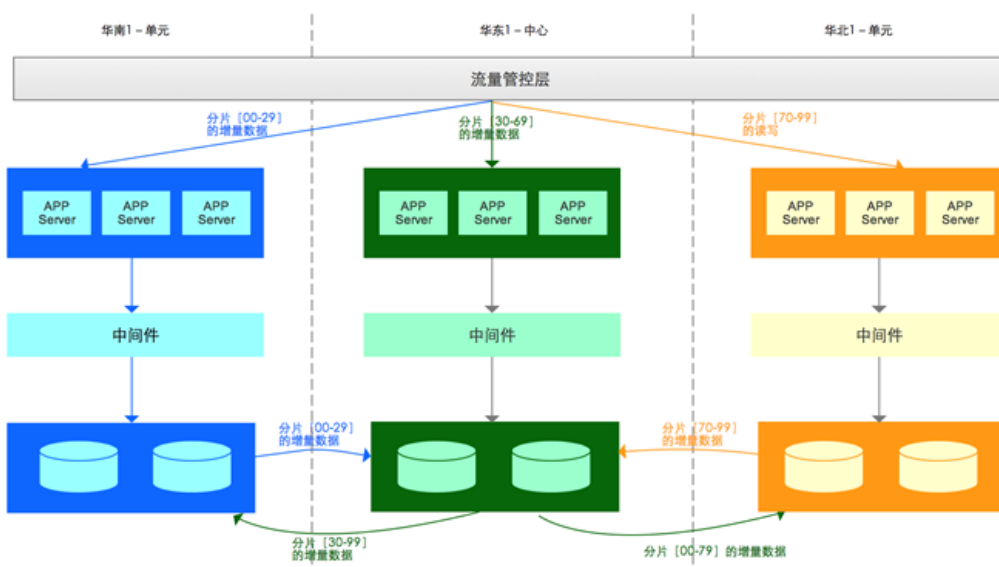 华南1 – 单元
华东1 – 中心
华北1 – 单元
流量管控层
分片 [00-29]
的增量数据
分片 [30-69]
的增量数据
分片 [70-99]
的读写
APP
Server
APP
Server
APP
Server
APP
Server
APP
Server
APP
Server
APP
Server
APP
Server
APP
Server
中间件
中间件
中间件
分片 [00-29]
的增量数据
分片 [70-99]
的增量数据
分片 [30-99]
的增量数据
分片 [00-79] 的增量数据